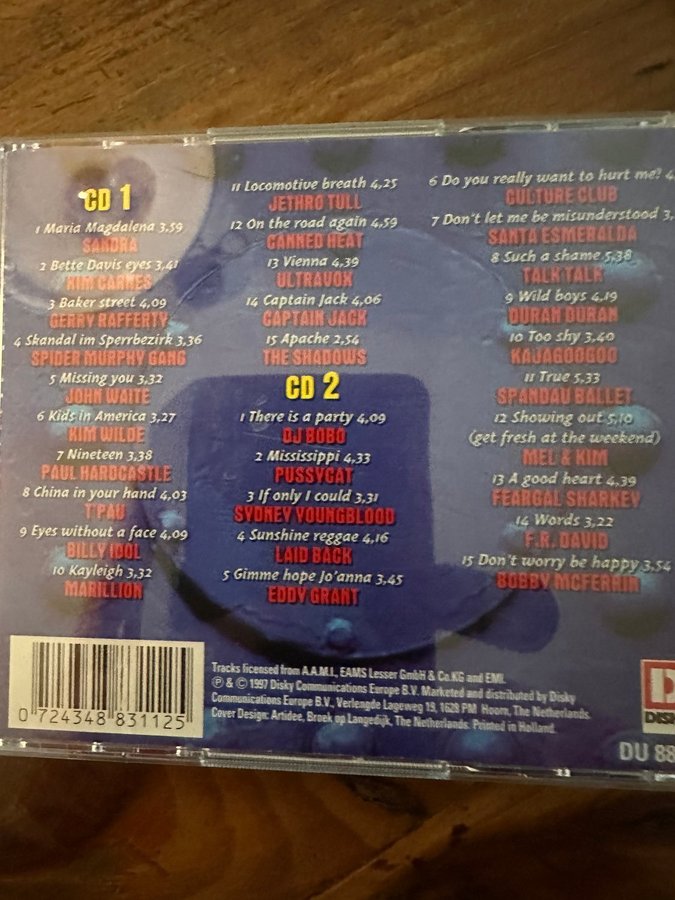 CD 1
1 Maria Magdalena 3,59
SANDRA
2 Bette Davis eyes 3,41
KIM CARNES
3 Baker street 4,09
GERRY RAFFERTY
4 Skandal im Sperrbezirk 3,36
SPIDER MURPHY GANG
5 Missing you 3,32
JOHN WAITE
6 Kids in America 3,27
KIM WILDE
7 Nineteen 3,38
PAUL HARDCASTLE
8 China in your hand 4,03
T'PAU
9 Eyes without a face 4,09
BILLY IDOL
10 Kayleigh 3,32
MARILLION
11 Locomotive breath 4,25
JETHRO TULL
12 On the road again 4,59
CANNED HEAT
13 Vienna 4,39
ULTRAVOX
14 Captain Jack 4,06
CAPTAIN JACK
15 Apache 2,54
THE SHADOWS
CD 2
1 There is a party 4,09
DJ BOBO
2 Mississippi 4,33
PUSSYCAT
3 If only I could 3,31
SYDNEY YOUNGBLOOD
4 Sunshine reggae 4,16
LAID BACK
5 Gimme hope Jo'anna 3,45
EDDY GRANT
6 Do you really want to hurt me? 4,
CULTURE CLUB
7 Don't let me be misunderstood 3,
SANTA ESMERALDA
8 Such a shame 5,38
TALK TALK
9 Wild boys 4,19
DURAN DURAN
10 Too shy 3,40
KAJAGOOGOO
11 True 5,33
SPANDAU BALLET
12 Showing out 5,10
(get fresh at the weekend)
MEL & KIM
13 A good heart 4,39
FEARGAL SHARKEY
14 Words 3,22
F.R. DAVID
15 Don't worry be happy 3,54
BOBBY MCFERRIN
0 724348 831125
Tracks licensed from A.A.M.I., EAMS Lesser GmbH & Co.KG and EMI.
℗ & © 1997 Disky Communications Europe B.V. Marketed and distributed by Disky
Communications Europe B.V., Verlengde Lageweg 19, 1628 PM Hoorn, The Netherlands.
Cover Design: Artidee, Broek op Langedijk, The Netherlands. Printed in Holland.
DU 88